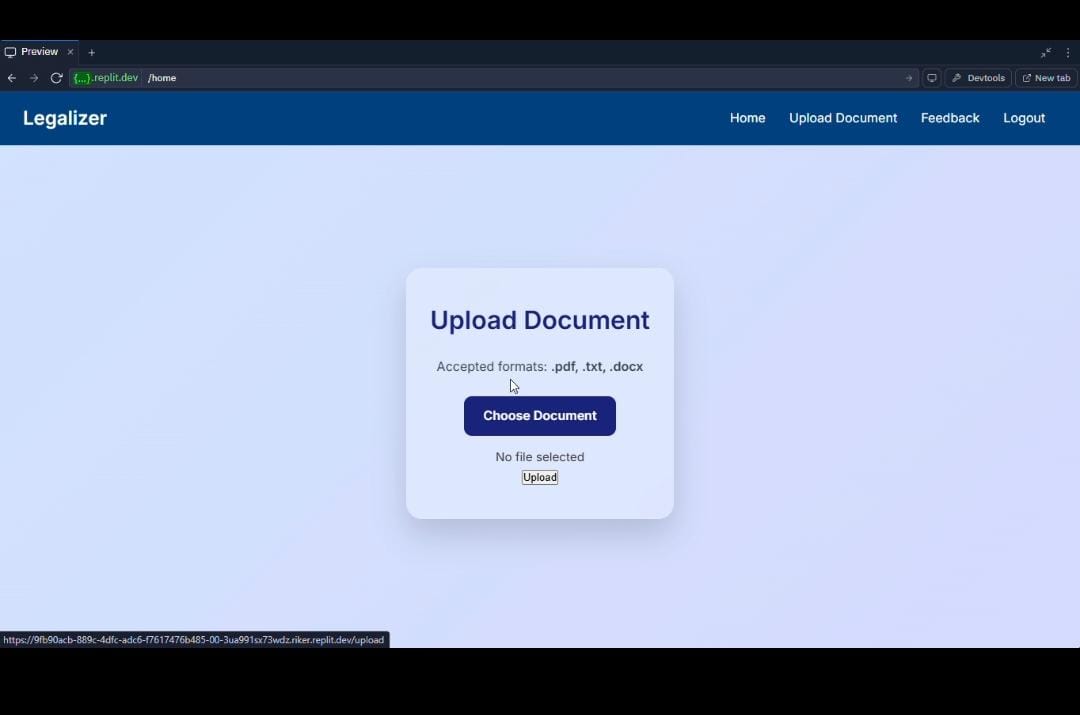 Preview
{...}.replit.dev /home
Devtools
New tab
Legalizer
Home Upload Document Feedback Logout
Upload Document
Accepted formats: .pdf, .txt, .docx
Choose Document
No file selected
Upload
https://9fb90acb-889c-4dfc-adc6-f7617476b485-00-3ua991sx73wdz.riker.replit.dev/upload